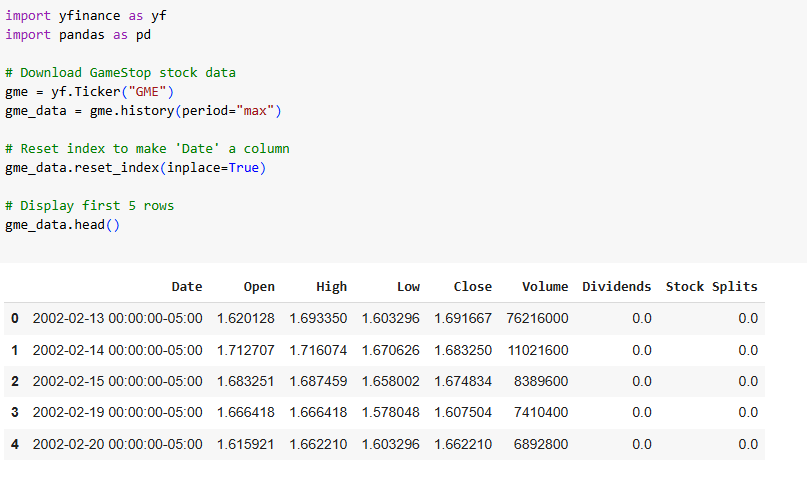 import yfinance as yf
import pandas as pd
# Download GameStop stock data
gme = yf.Ticker("GME")
gme_data = gme.history(period="max")
# Reset index to make 'Date' a column
gme_data.reset_index(inplace=True)
# Display first 5 rows
gme_data.head()
Date Open High Low Close Volume Dividends Stock Splits
0 2002-02-13 00:00:00-05:00 1.620128 1.693350 1.603296 1.691667 76216000 0.0 0.0
1 2002-02-14 00:00:00-05:00 1.712707 1.716074 1.670626 1.683250 11021600 0.0 0.0
2 2002-02-15 00:00:00-05:00 1.683251 1.687459 1.658002 1.674834 8389600 0.0 0.0
3 2002-02-19 00:00:00-05:00 1.666418 1.666418 1.578048 1.607504 7410400 0.0 0.0
4 2002-02-20 00:00:00-05:00 1.615921 1.662210 1.603296 1.662210 6892800 0.0 0.0